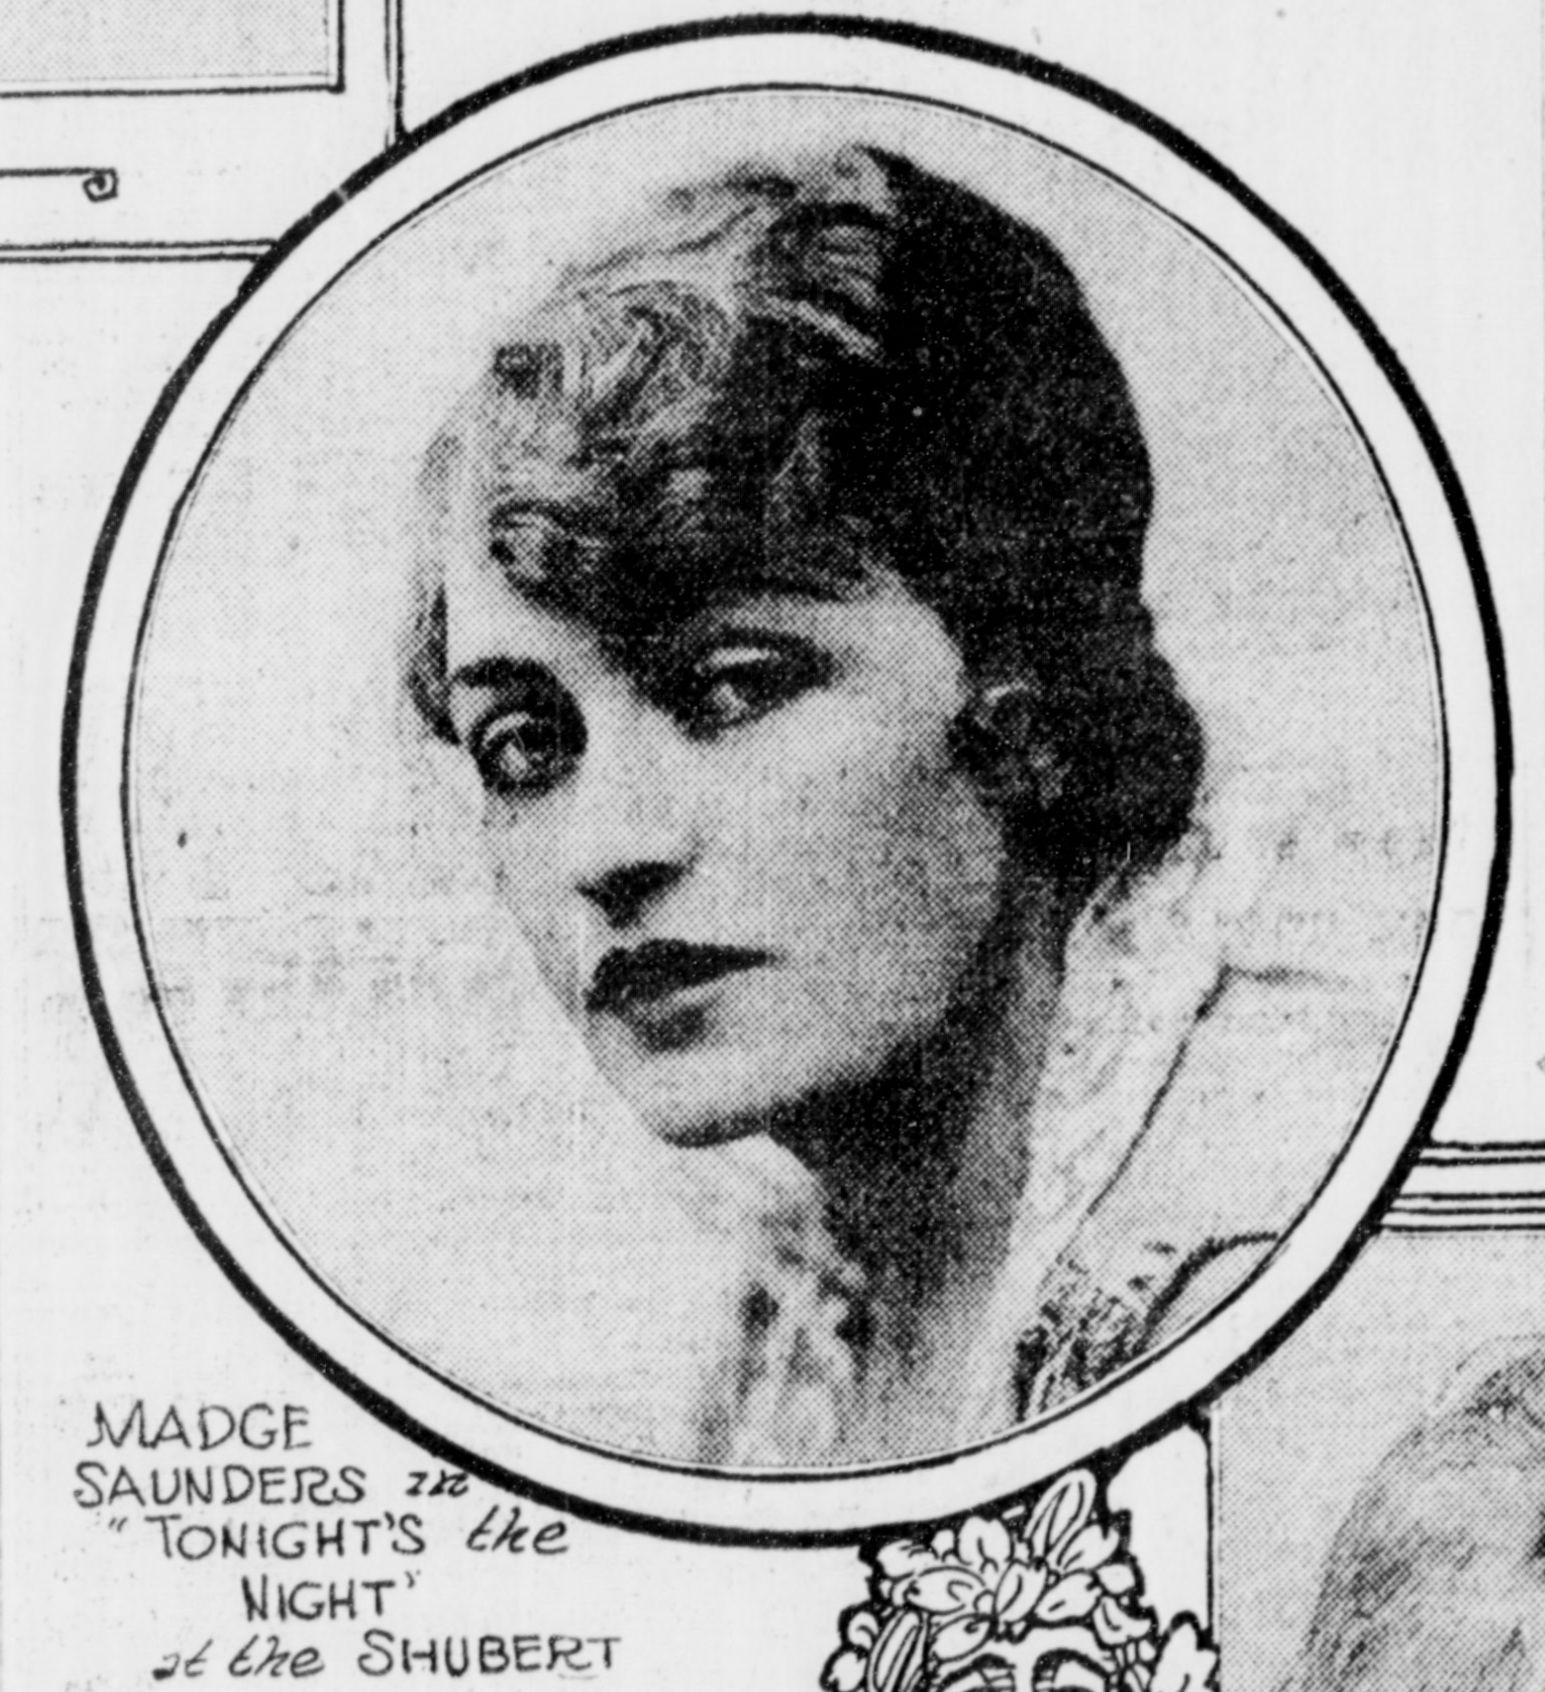 MADGE
SAUNDERS in
"TONIGHT'S the
NIGHT"
at the SHUBERT